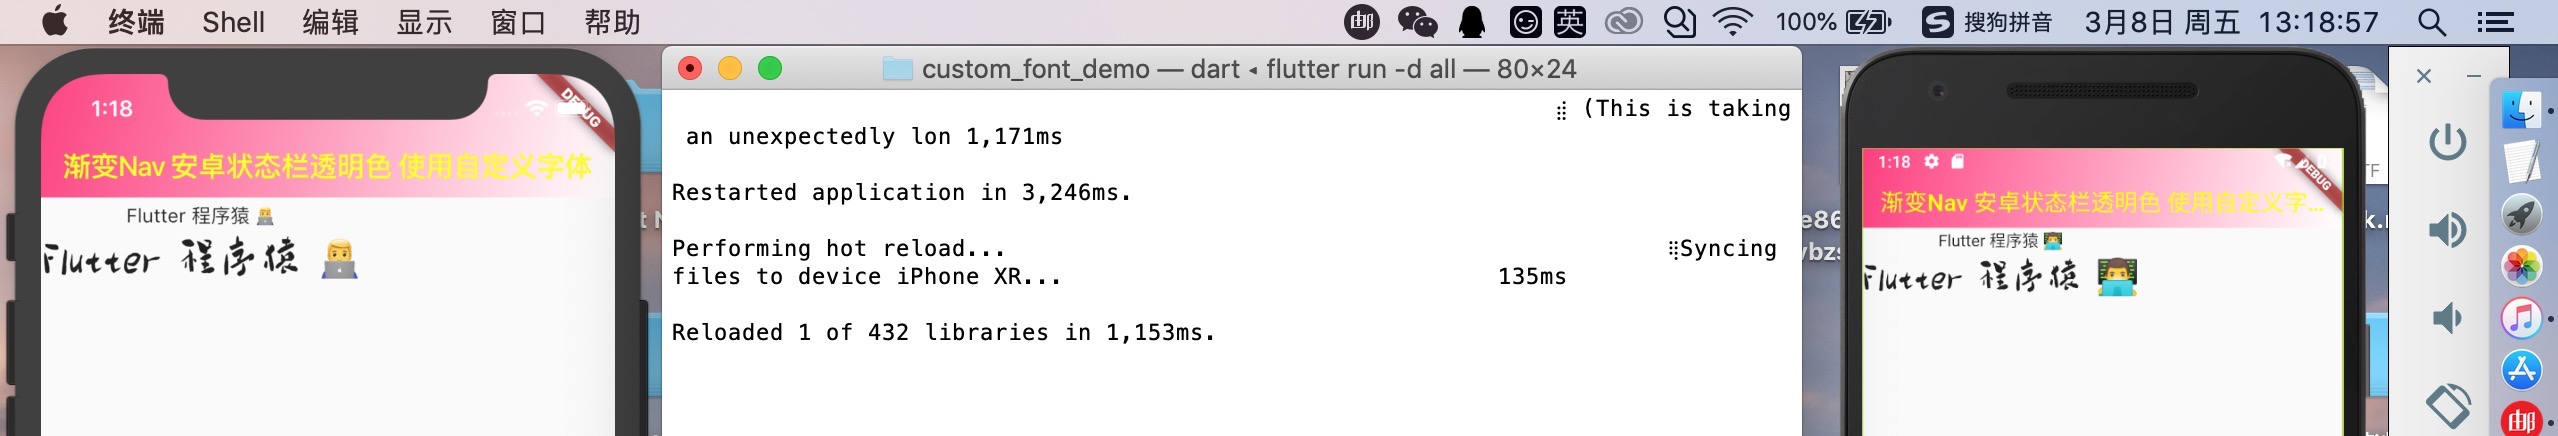 终端 Shell 编辑 显示 窗口 帮助 英 100% 搜狗拼音 3月8日 周五 13:18:57
1:18
DEBUG
渐变Nav 安卓状态栏透明色 使用自定义字体
Flutter 程序猿 👨‍💻
Flutter 程序猿 👨‍💻
custom_font_demo — dart ◂ flutter run -d all — 80×24
(This is taking
an unexpectedly lon 1,171ms
Restarted application in 3,246ms.
Performing hot reload... ⣽Syncing
files to device iPhone XR... 135ms
Reloaded 1 of 432 libraries in 1,153ms.
1:18
DEBUG
渐变Nav 安卓状态栏透明色 使用自定义字...
Flutter 程序猿 👨‍💻
Flutter 程序猿 👨‍💻
邮